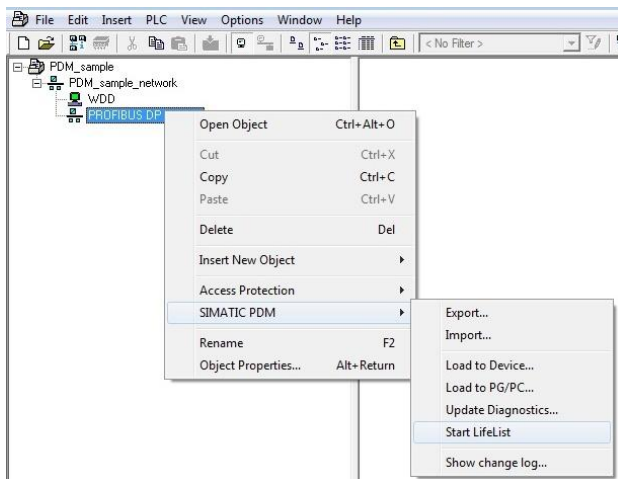 File Edit Insert PLC View Options Window Help
< No Filter >
PDM_sample
PDM_sample_network
WDD
PROFIBUS DP
Open Object Ctrl+Alt+O
Cut Ctrl+X
Copy Ctrl+C
Paste Ctrl+V
Delete Del
Insert New Object
Access Protection
SIMATIC PDM
Rename F2
Object Properties... Alt+Return
Export...
Import...
Load to Device...
Load to PG/PC...
Update Diagnostics...
Start LifeList
Show change log...